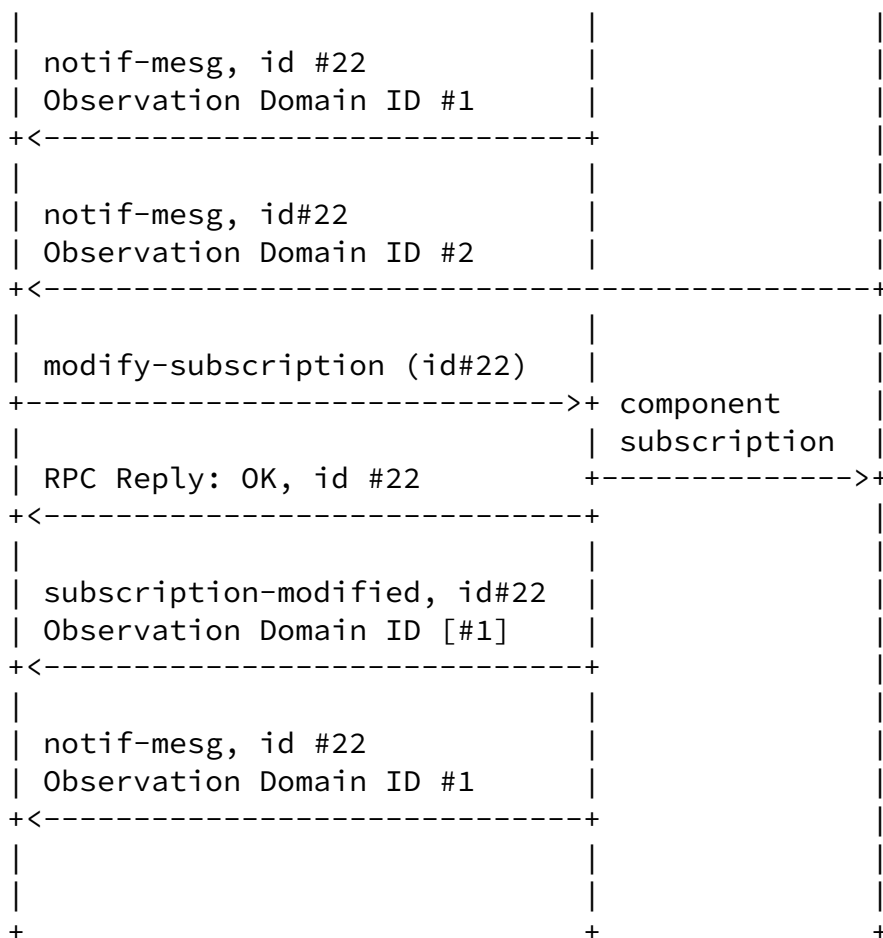 notif-mesg, id #22
Observation Domain ID #1
notif-mesg, id#22
Observation Domain ID #2
modify-subscription (id#22)
component
subscription
RPC Reply: OK, id #22
subscription-modified, id#22
Observation Domain ID [#1]
notif-mesg, id #22
Observation Domain ID #1